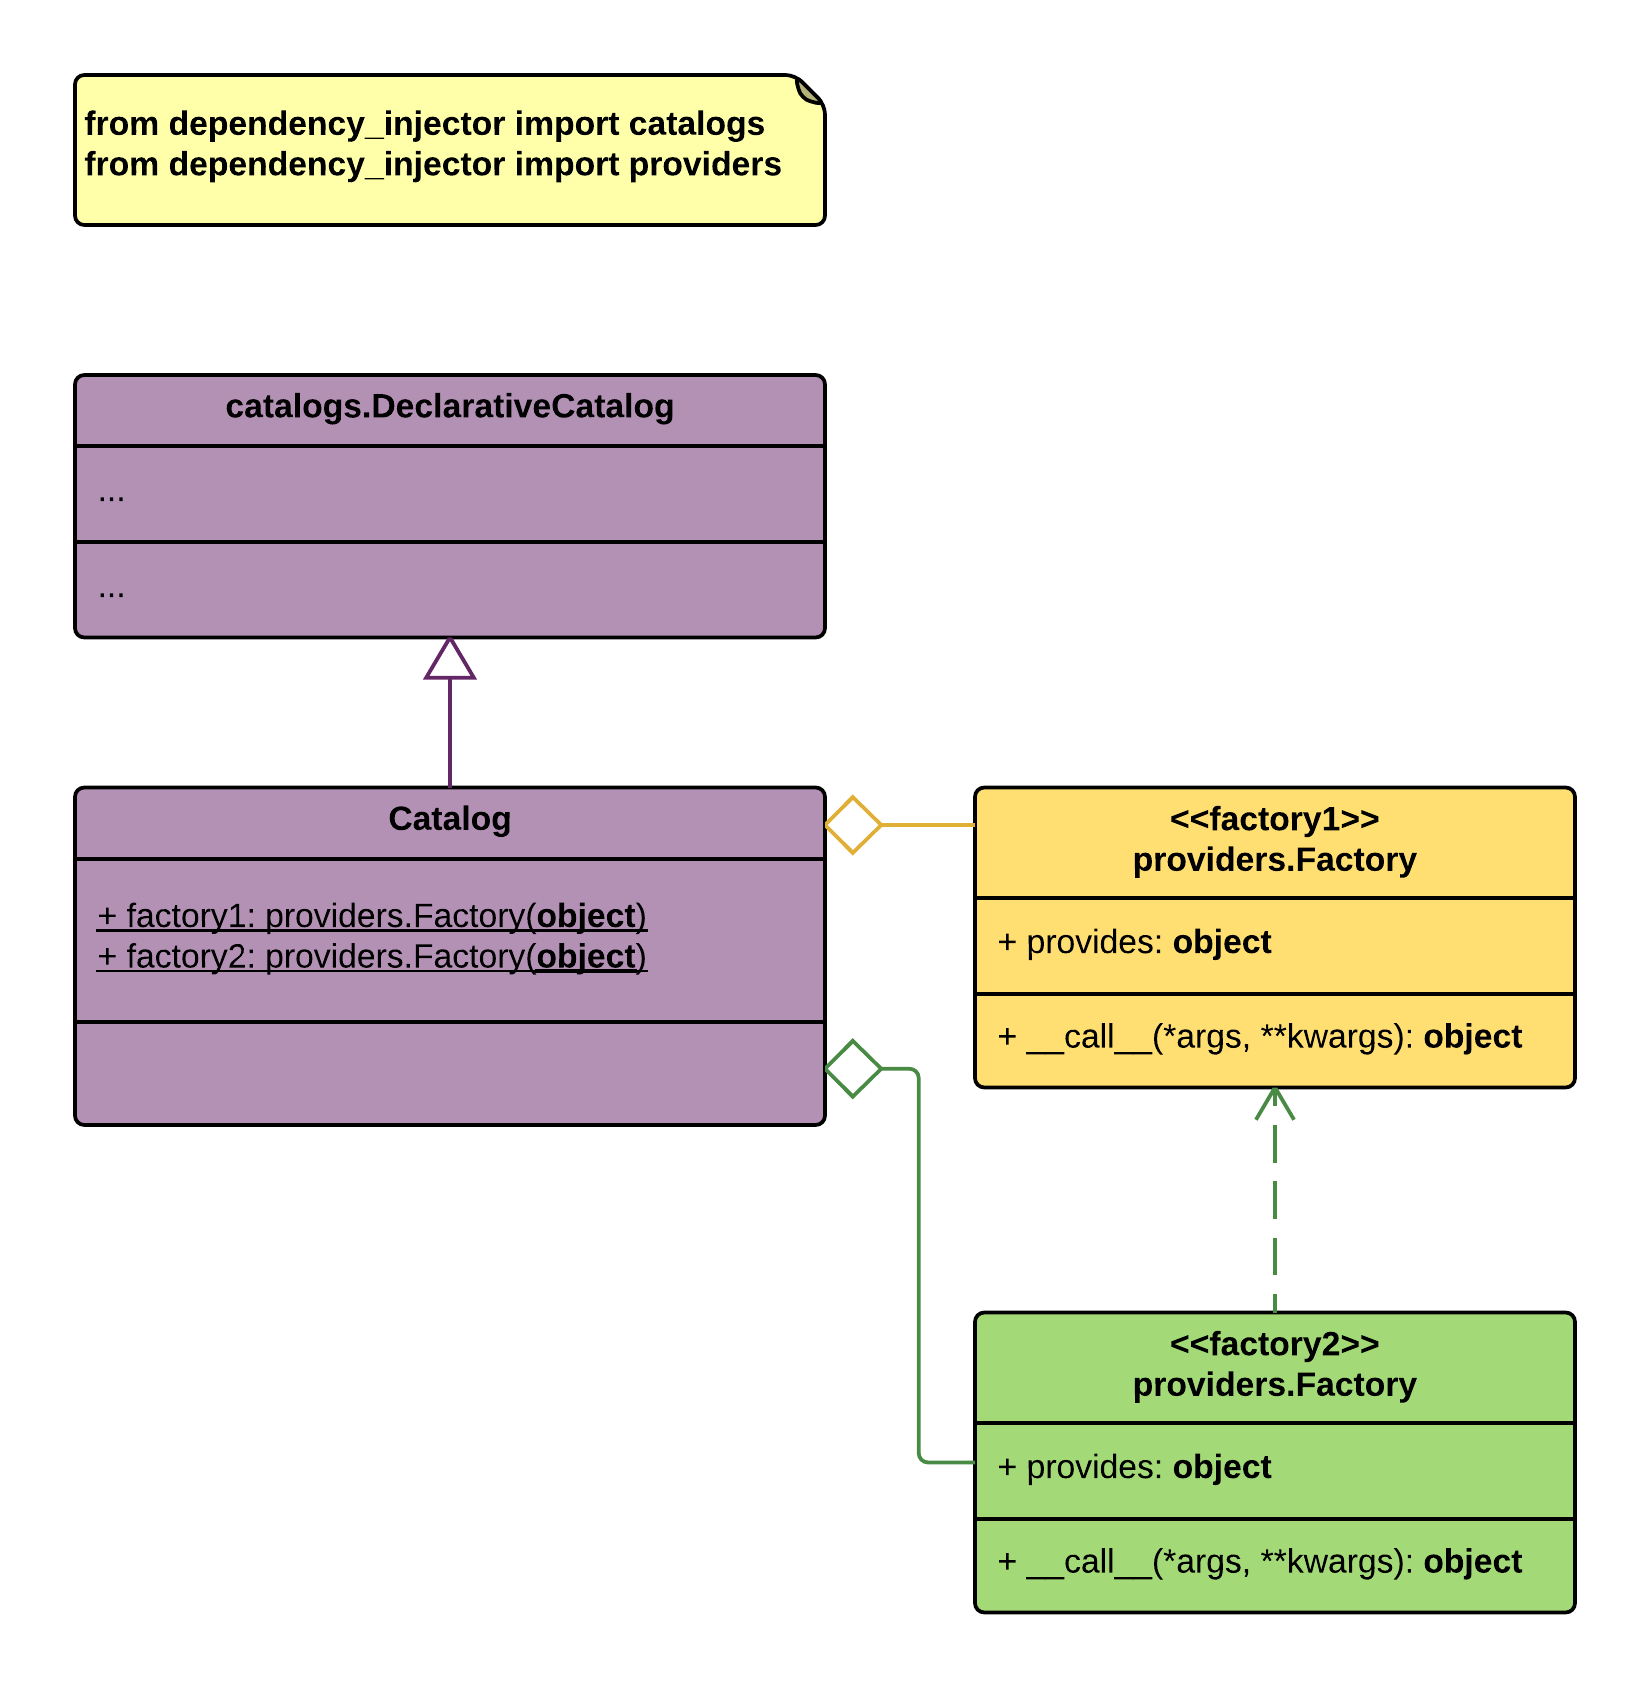 from dependency_injector import catalogs
from dependency_injector import providers
catalogs.DeclarativeCatalog
...
...
Catalog
+ factory1: providers.Factory(object)
+ factory2: providers.Factory(object)
<<factory1>>
providers.Factory
+ provides: object
+ __call__(*args, **kwargs): object
<<factory2>>
providers.Factory
+ provides: object
+ __call__(*args, **kwargs): object